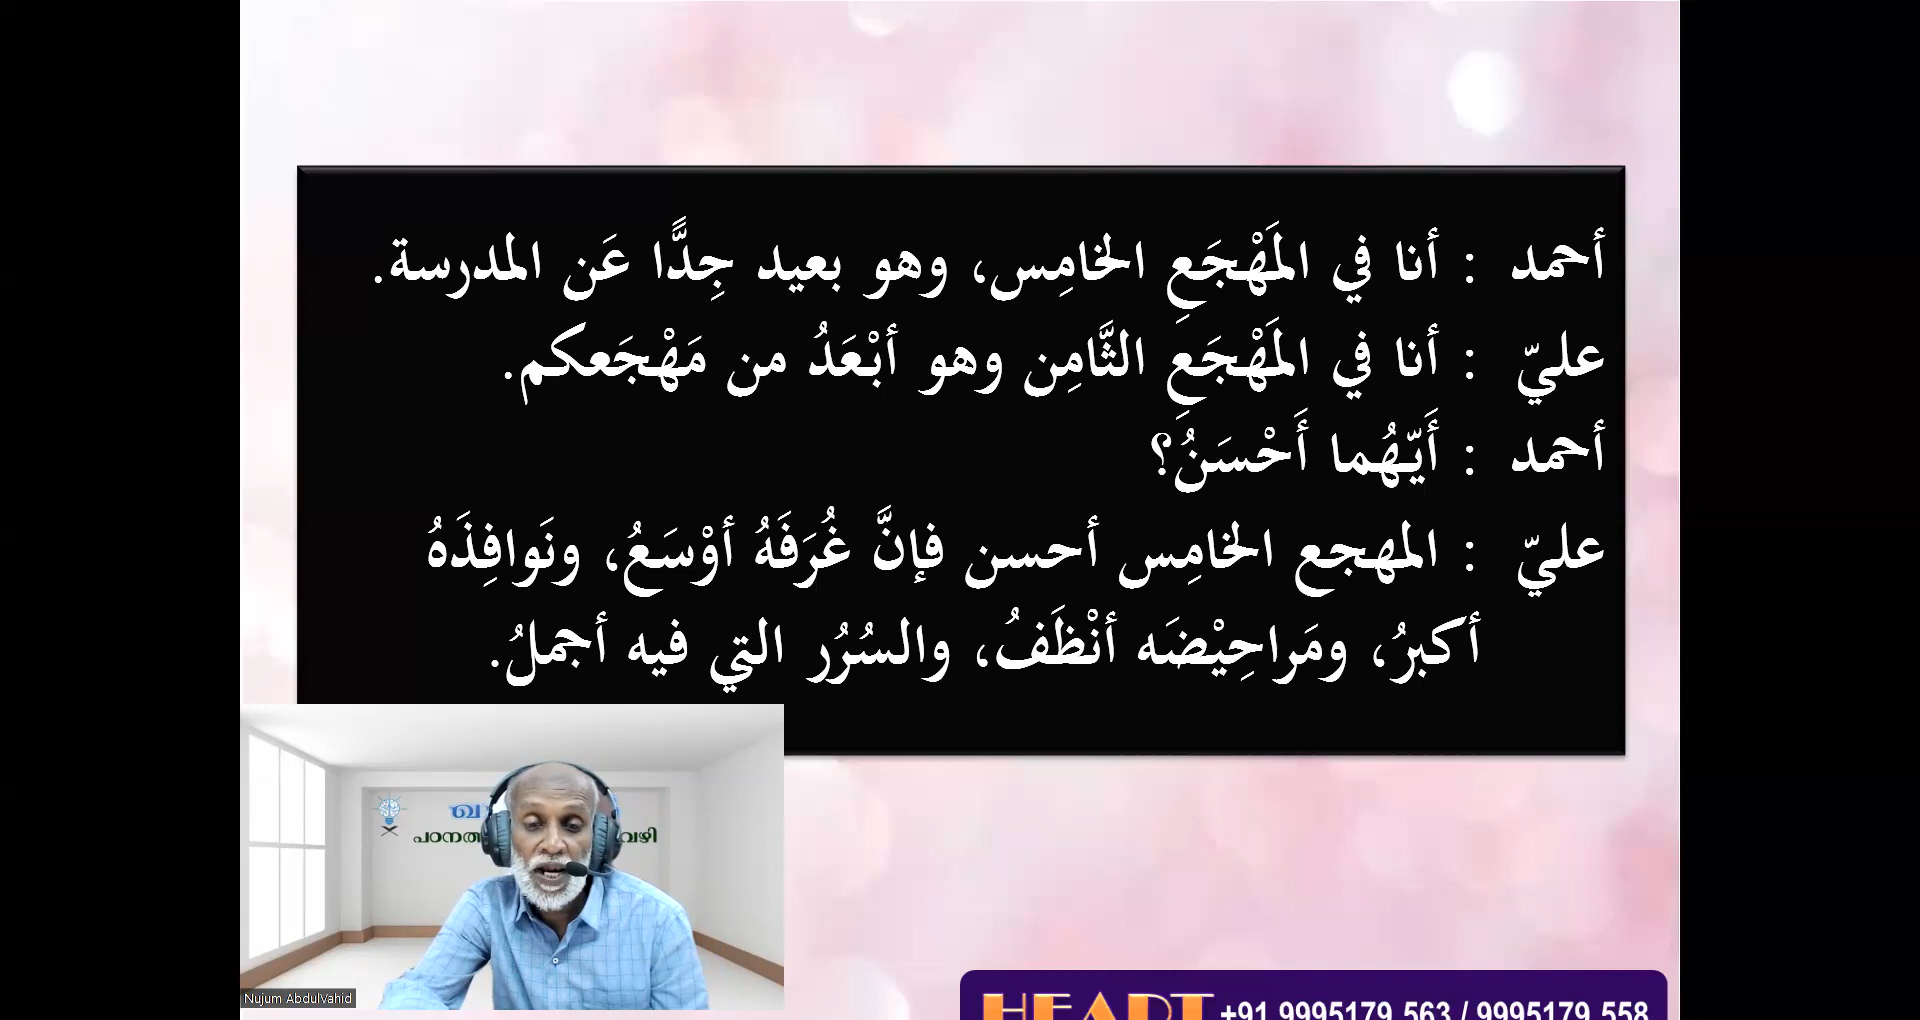 أحمد : أنا في المَهْجَعِ الخامِس، وهو بعيد جِدًّا عَن المدرسة.
عليّ : أنا في المَهْجَعِ الثَّامِن وهو أبْعَدُ من مَهْجَعكم.
أحمد : أَيّهُما أَحْسَنُ؟
عليّ : المهجع الخامِس أحسن فإنَّ غُرَفَهُ أوْسَعُ، ونَوافِذَهُ
أكبرُ، ومَراحِيْضَه أنْظَفُ، والسُرُر التي فيه أجملُ.
വഴി
Nujum AbdulVahid
HEART +91 9995179 563 / 9995179 558